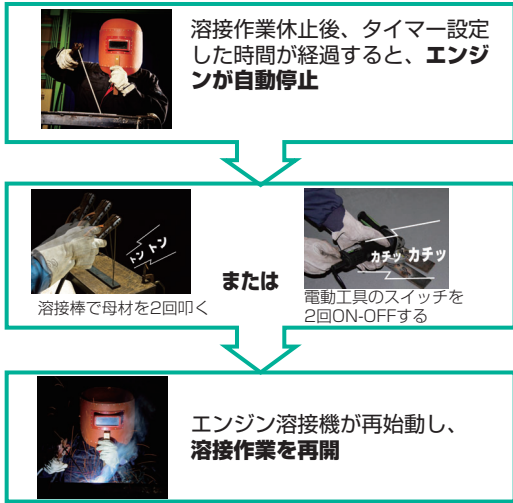 溶接作業休止後、タイマー設定
した時間が経過すると、エンジ
ンが自動停止
トン トン
溶接棒で母材を2回叩く
または
カチッ カチッ
電動工具のスイッチを
2回ON-OFFする
エンジン溶接機が再始動し、
溶接作業を再開